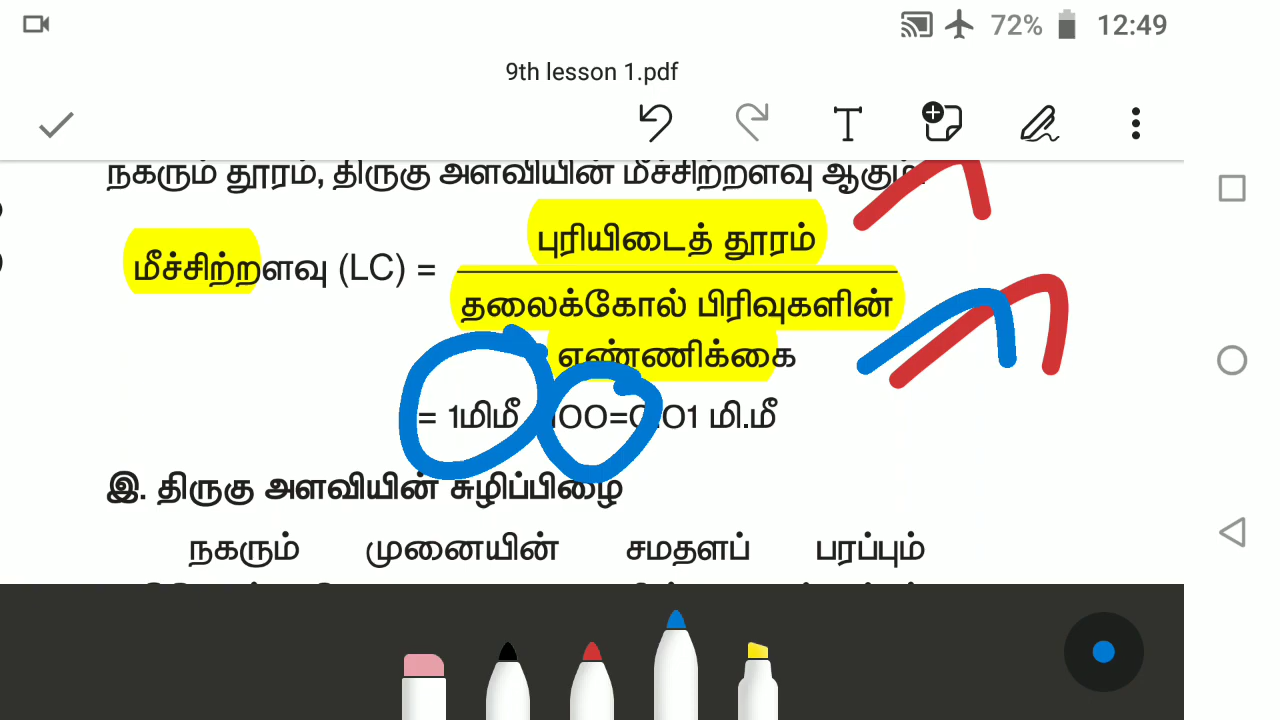 72% 12:49
9th lesson 1.pdf
நகரும் தூரம், திருகு அளவியின் மீச்சிற்றளவு ஆகும்.
புரியிடைத் தூரம்
மீச்சிற்றளவு (LC) =
தலைக்கோல் பிரிவுகளின்
எண்ணிக்கை
= 1மிமீ 100=0.01 மி.மீ
இ. திருகு அளவியின் சுழிப்பிழை
நகரும் முனையின் சமதளப் பரப்பும்